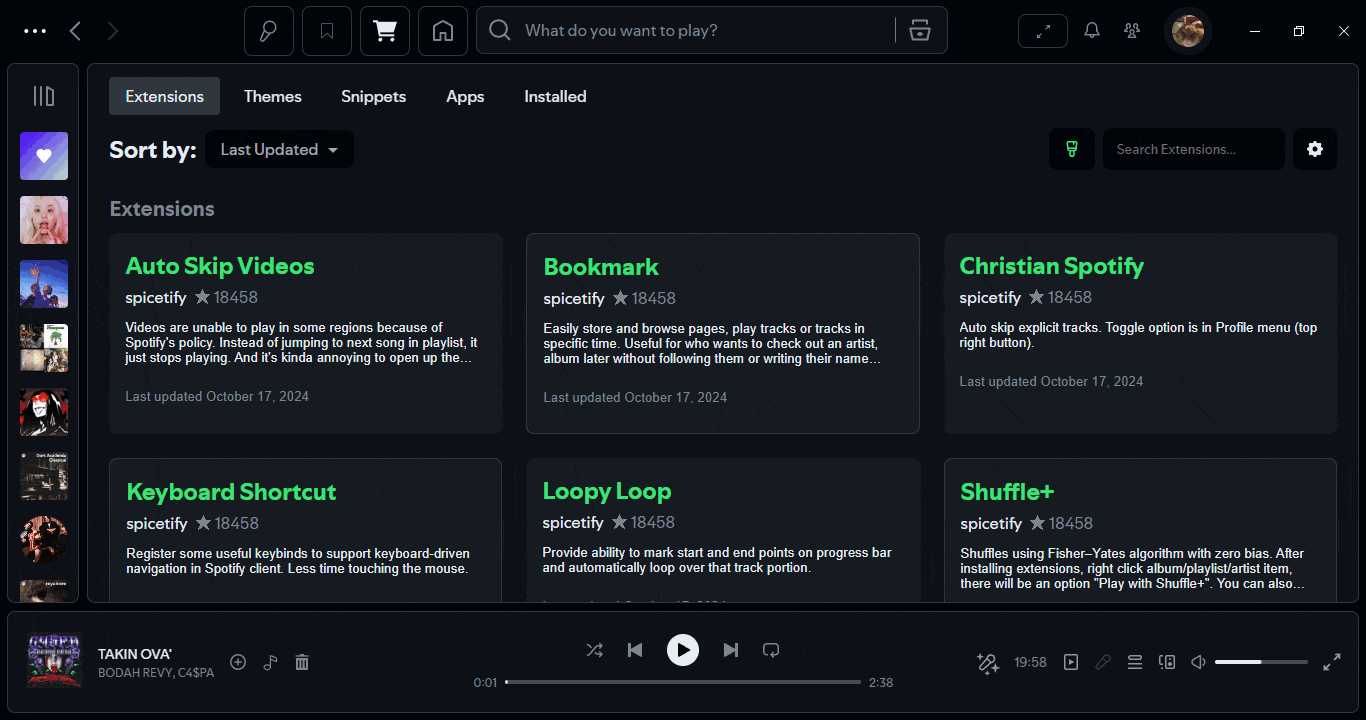 What do you want to play?
Extensions
Themes
Snippets
Apps
Installed
Sort by:
Last Updated
Search Extensions...
Extensions
Auto Skip Videos
spicetify ★ 18458
Videos are unable to play in some regions because of
Spotify's policy. Instead of jumping to next song in playlist, it
just stops playing. And it's kinda annoying to open up the...
Last updated October 17, 2024
Bookmark
spicetify ★ 18458
Easily store and browse pages, play tracks or tracks in
specific time. Useful for who wants to check out an artist,
album later without following them or writing their name...
Last updated October 17, 2024
Christian Spotify
spicetify ★ 18458
Auto skip explicit tracks. Toggle option is in Profile menu (top
right button).
Last updated October 17, 2024
Keyboard Shortcut
spicetify ★ 18458
Register some useful keybinds to support keyboard-driven
navigation in Spotify client. Less time touching the mouse.
Loopy Loop
spicetify ★ 18458
Provide ability to mark start and end points on progress bar
and automatically loop over that track portion.
Shuffle+
spicetify ★ 18458
Shuffles using Fisher–Yates algorithm with zero bias. After
installing extensions, right click album/playlist/artist item,
there will be an option "Play with Shuffle+". You can also...
Dark Academia
Classical
TAKIN OVA'
BODAH REVY, C4$PA
0:01
2:38
19:58